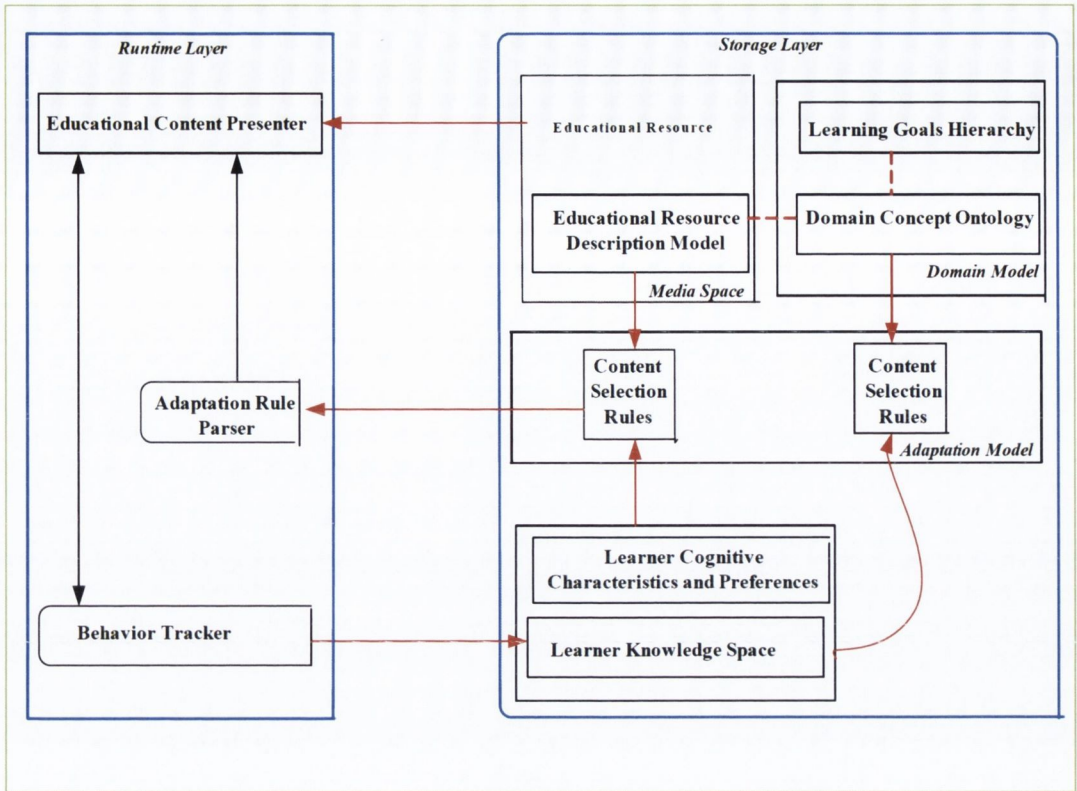 Runtime Layer
Storage Layer
Educational Content Presenter
Educational Resource
Learning Goals Hierarchy
Educational Resource
Description Model
Domain Concept Ontology
Media Space
Domain Model
Adaptation Rule
Parser
Content
Selection
Rules
Content
Selection
Rules
Adaptation Model
Learner Cognitive
Characteristics and Preferences
Behavior Tracker
Learner Knowledge Space